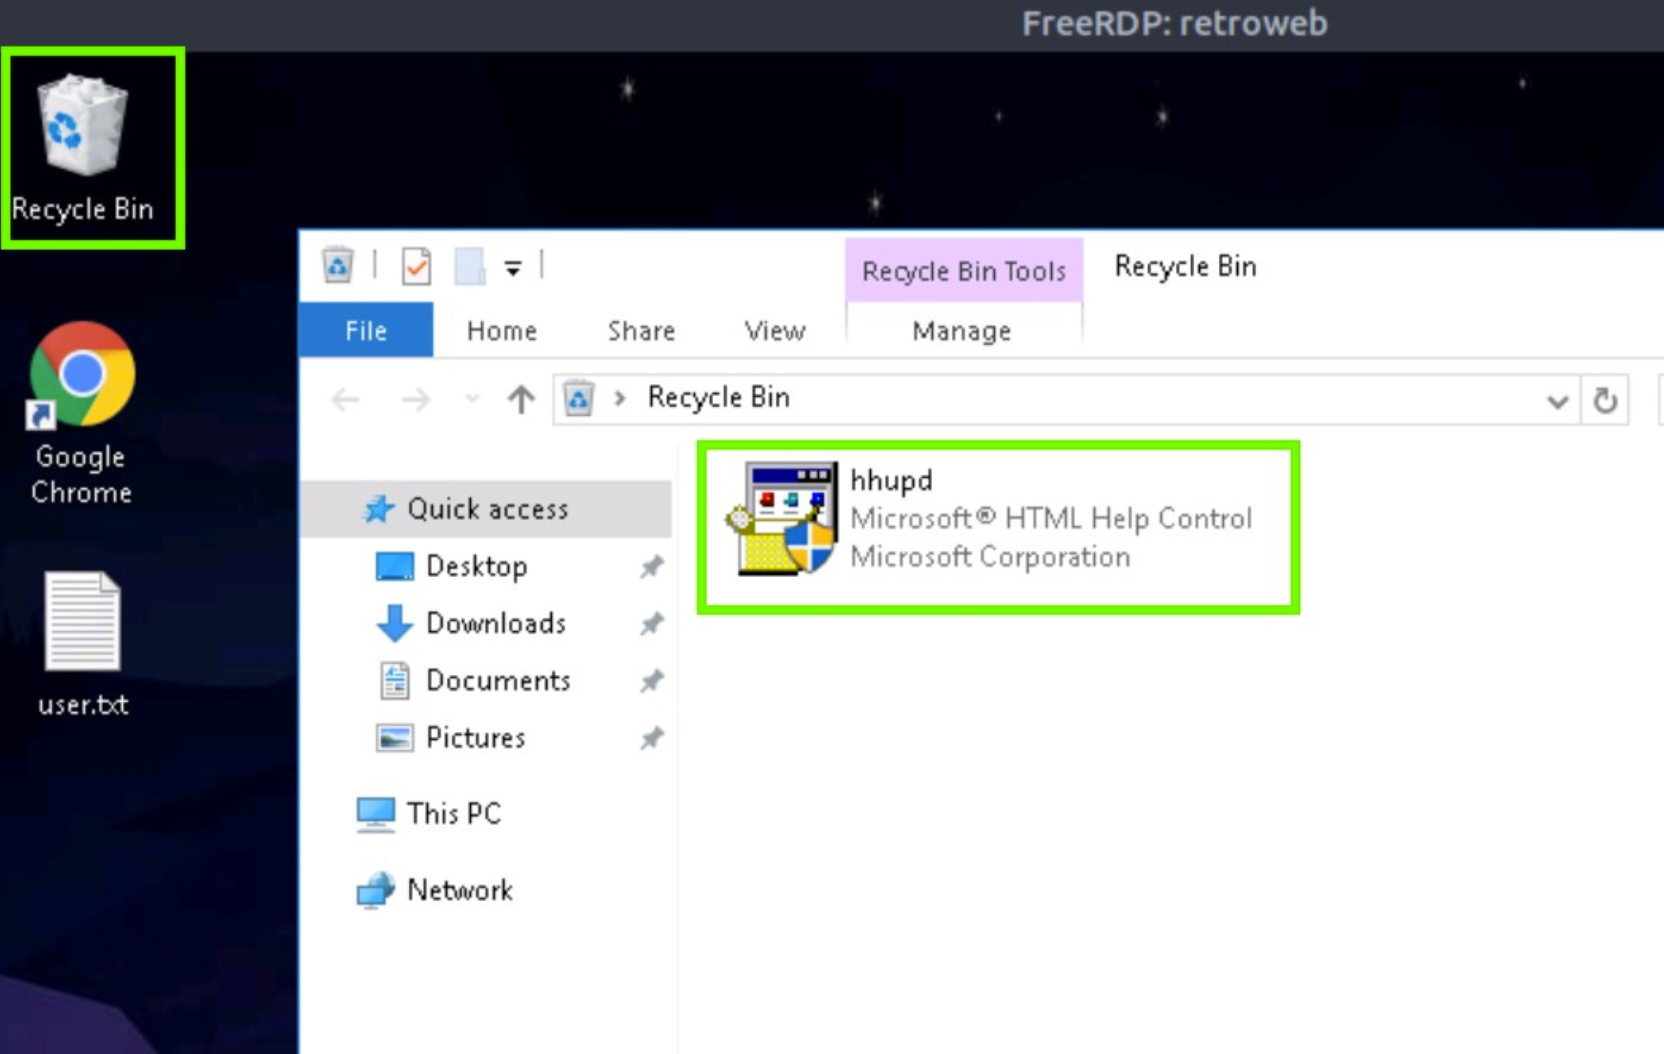 FreeRDP: retroweb
Recycle Bin
Google
Chrome
user.txt
Recycle Bin Tools
Recycle Bin
File
Home
Share
View
Manage
Recycle Bin
Quick access
Desktop
Downloads
Documents
Pictures
This PC
Network
hhupd
Microsoft® HTML Help Control
Microsoft Corporation